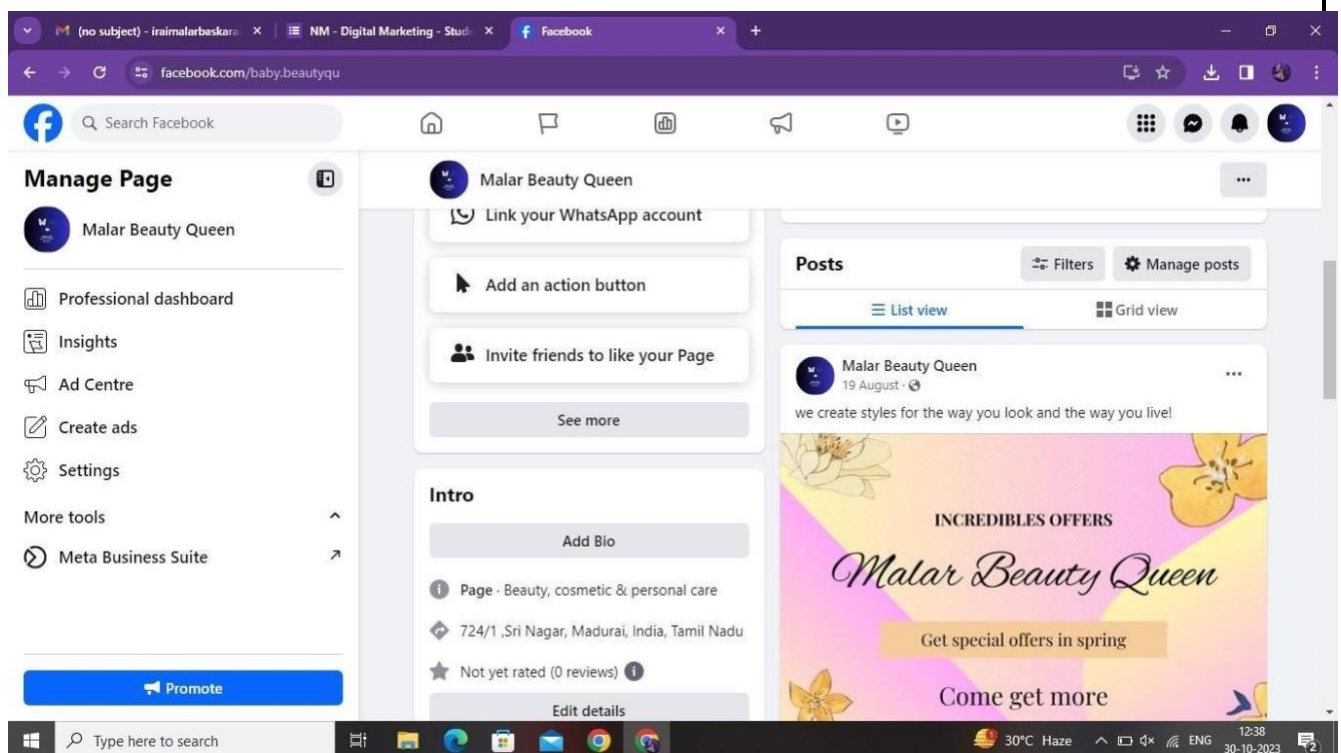 (no subject) - iraimalarbaskara
NM - Digital Marketing - Stud
Facebook
facebook.com/baby.beautyqu
Search Facebook
Manage Page
Malar Beauty Queen
Professional dashboard
Insights
Ad Centre
Create ads
Settings
More tools
Meta Business Suite
Promote
Malar Beauty Queen
Link your WhatsApp account
Add an action button
Invite friends to like your Page
See more
Intro
Add Bio
Page · Beauty, cosmetic & personal care
724/1 ,Sri Nagar, Madurai, India, Tamil Nadu
Not yet rated (0 reviews)
Edit details
Posts
Filters
Manage posts
List view
Grid view
Malar Beauty Queen
19 August ·
we create styles for the way you look and the way you live!
INCREDIBLES OFFERS
Malar Beauty Queen
Get special offers in spring
Come get more
Type here to search
30°C Haze
ENG
12:38
30-10-2023
2